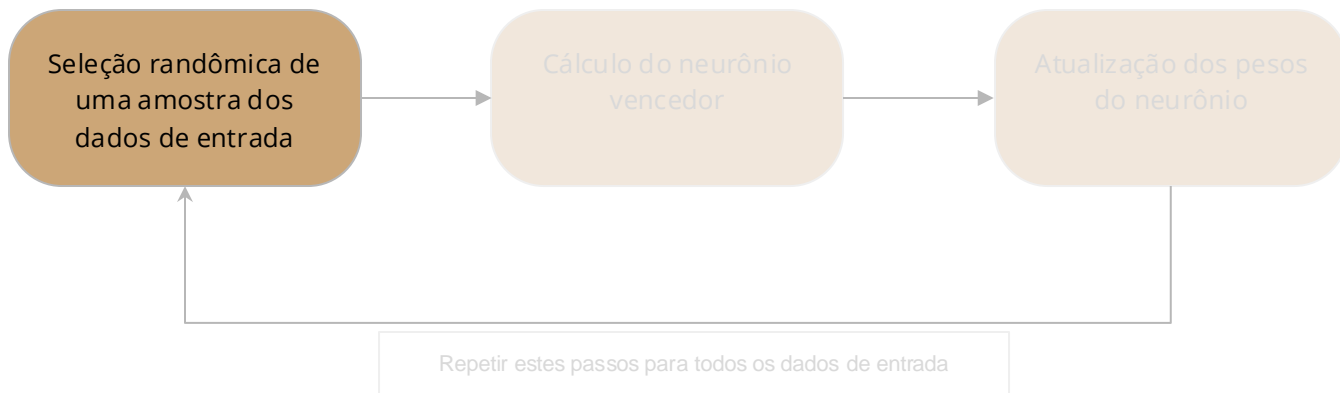 Seleção randômica de
uma amostra dos
dados de entrada
Cálculo do neurônio
vencedor
Atualização dos pesos
do neurônio
Repetir estes passos para todos os dados de entrada